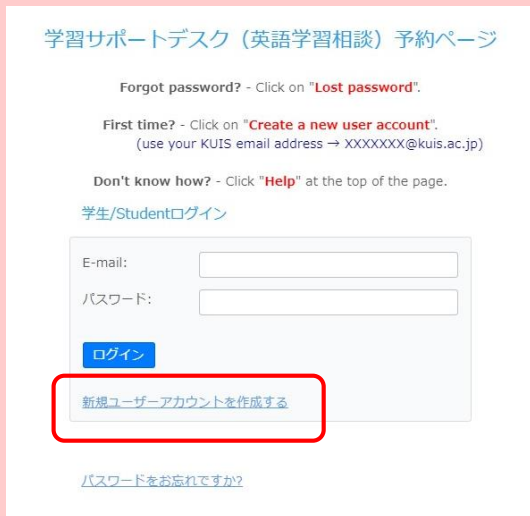 学習サポートデスク（英語学習相談）予約ページ
Forgot password? - Click on "Lost password".
First time? - Click on "Create a new user account".
(use your KUIS email address → XXXXXXX@kuis.ac.jp)
Don't know how? - Click "Help" at the top of the page.
学生/Studentログイン
E-mail:
パスワード:
ログイン
新規ユーザーアカウントを作成する
パスワードをお忘れですか?